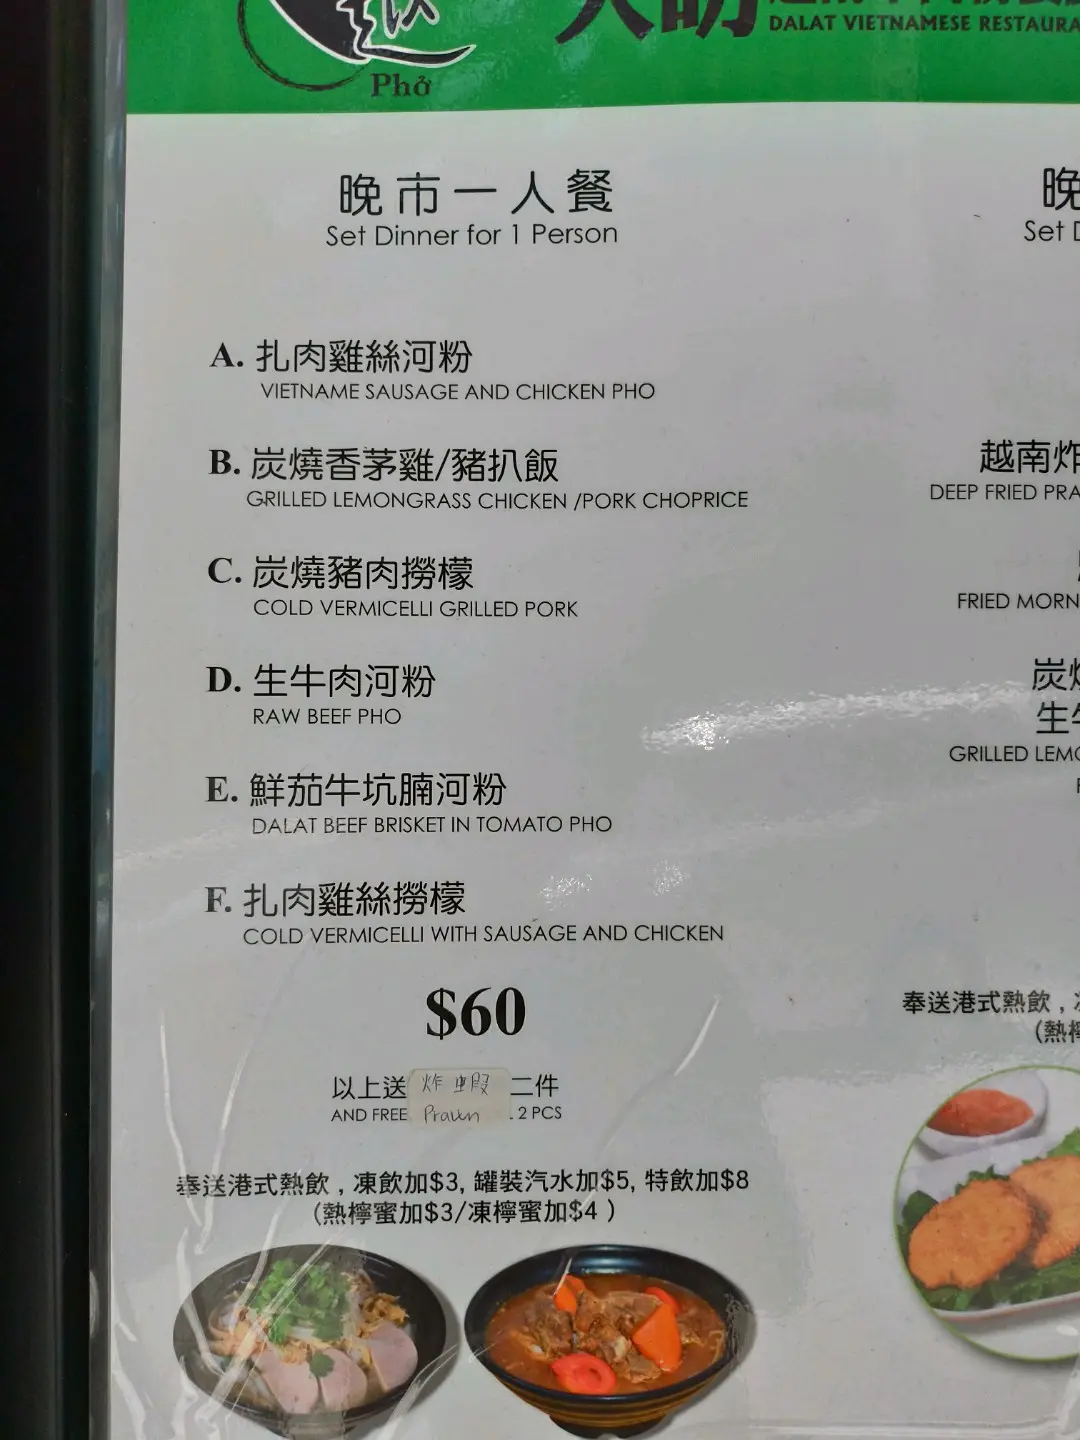 Phở
DALAT VIETNAMESE
晚市一人餐
Set Dinner for 1 Person
A. 扎肉雞絲河粉
VIETNAME SAUSAGE AND CHICKEN PHO
B. 炭燒香茅雞/豬扒飯
GRILLED LEMONGRASS CHICKEN /PORK CHOPRICE
C. 炭燒豬肉撈檬
COLD VERMICELLI GRILLED PORK
D. 生牛肉河粉
RAW BEEF PHO
E. 鮮茄牛坑腩河粉
DALAT BEEF BRISKET IN TOMATO PHO
F. 扎肉雞絲撈檬
COLD VERMICELLI WITH SAUSAGE AND CHICKEN
$60
以上送炸蝦二件
AND FREE Prawn 2 PCS
奉送港式熱飲 , 凍飲加$3, 罐裝汽水加$5, 特飲加$8
(熱檸蜜加$3/凍檸蜜加$4 )
晚
Set
越南炸
DEEP FRIED
FRIED
生
GRILLED
奉送港式熱飲 ,